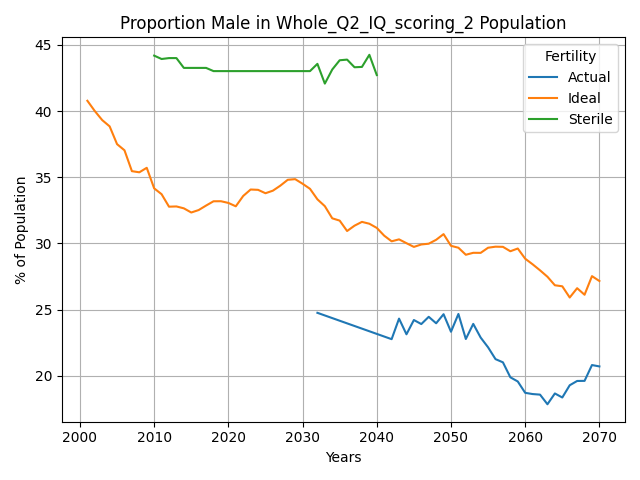 Proportion Male in Whole_Q2_IQ_scoring_2 Population
% of Population
45
40
35
30
25
20
Fertility
Actual
Ideal
Sterile
2000 2010 2020 2030 2040 2050 2060 2070
Years